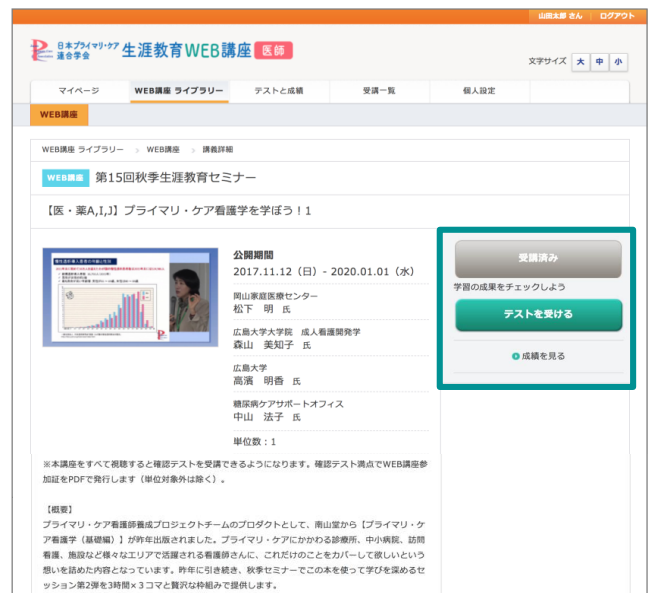 山田太郎 さん ログアウト
日本プライマリ・ケア
連合学会
生涯教育WEB講座 医師
文字サイズ 大 中 小
マイページ WEB講座 ライブラリー テストと成績 受講一覧 個人設定
WEB講座
WEB講座 ライブラリー » WEB講座 » 講義詳細
WEB講座 第15回秋季生涯教育セミナー
【医・薬A,I,J】プライマリ・ケア看護学を学ぼう！1
公開期間
2017.11.12（日）- 2020.01.01（水）
岡山家庭医療センター
松下 明 氏
広島大学大学院 成人看護開発学
森山 美知子 氏
広島大学
高濱 明香 氏
糖尿病ケアサポートオフィス
中山 法子 氏
単位数：1
受講済み
学習の成果をチェックしよう
テストを受ける
成績を見る
※本講座をすべて視聴すると確認テストを受講できるようになります。確認テスト満点でWEB講座参
加証をPDFで発行します（単位対象外は除く）。
【概要】
プライマリ・ケア看護師養成プロジェクトチームのプロダクトとして、南山堂から【プライマリ・ケ
ア看護学（基礎編）】が昨年出版されました。プライマリ・ケアにかかわる診療所、中小病院、訪問
看護、施設など様々なエリアで活躍される看護師さんに、これだけのことをカバーして欲しいという
想いを詰めた内容となっています。昨年に引き続き、秋季セミナーでこの本を使って学びを深めるセ
ッション第2弾を3時間×３コマと贅沢な枠組みで提供します。